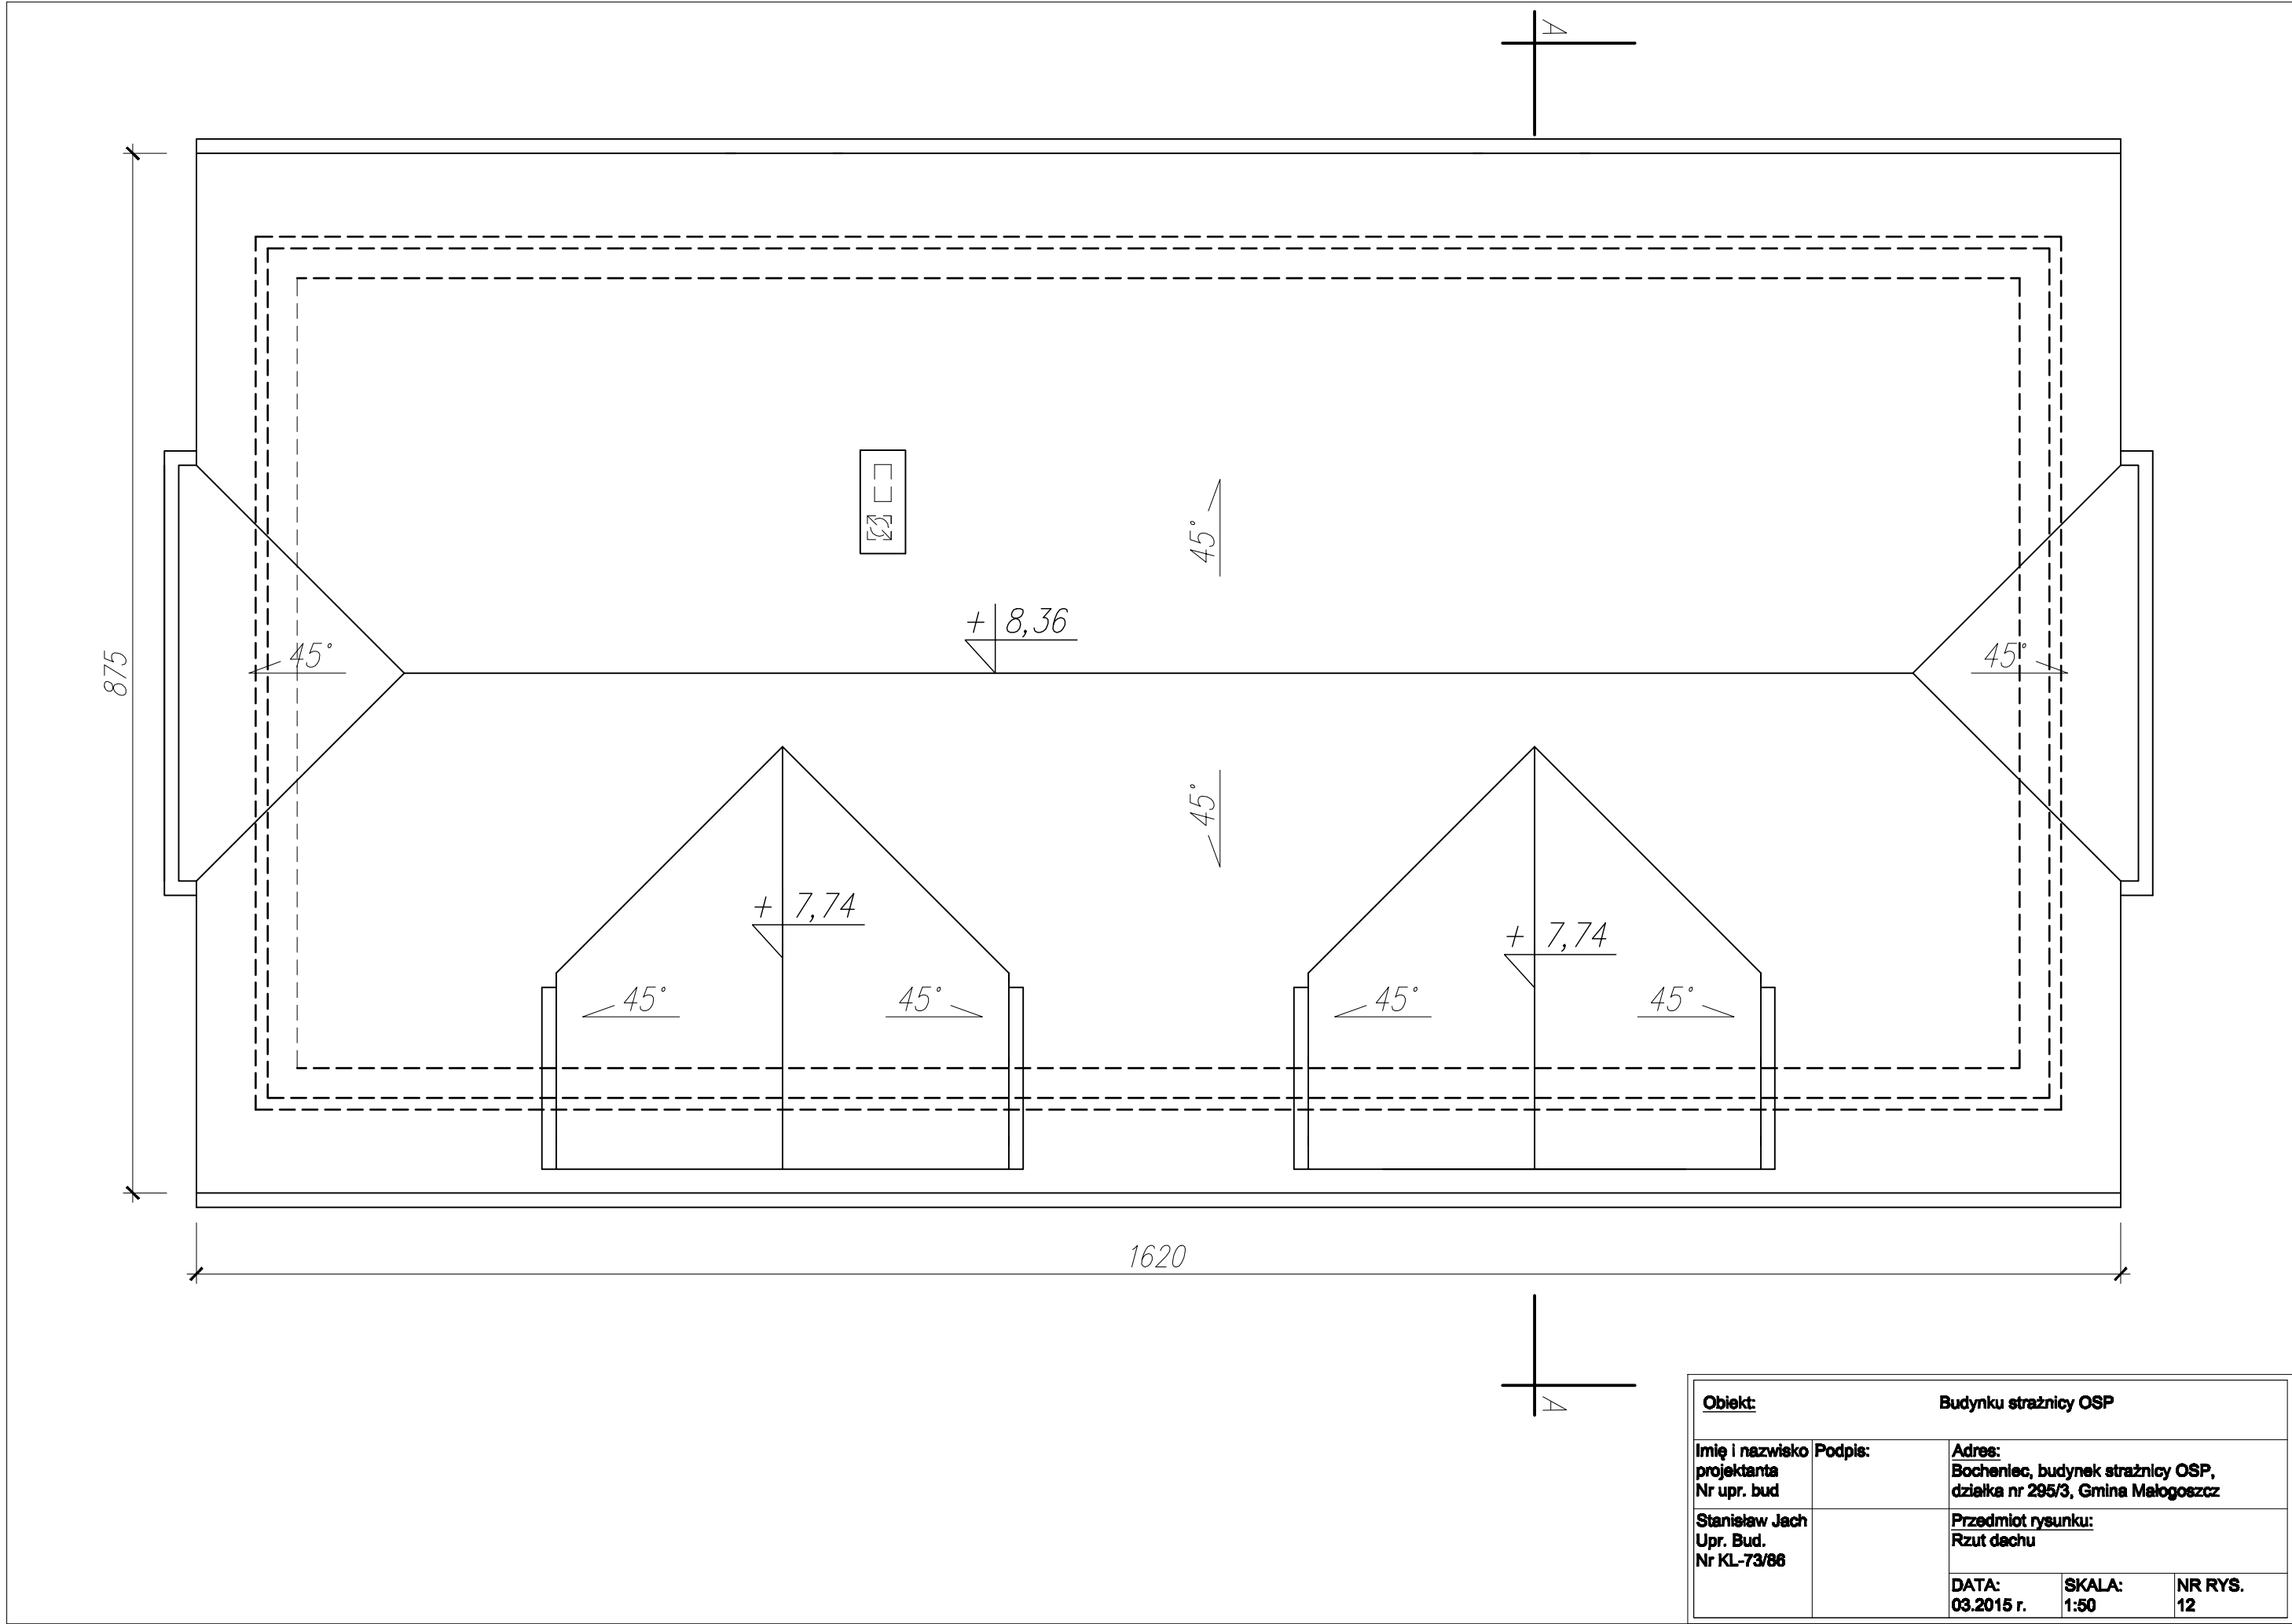 A
45°
+ 8,36
875
45°
45°
45°
+ 7,74
+ 7,74
45°
45°
45°
45°
1620
A
Obiekt: Budynku strażnicy OSP
Imię i nazwisko Podpis: Adres:
projektanta Bocheniec, budynek strażnicy OSP,
Nr upr. bud działka nr 295/3, Gmina Małogoszcz
Stanisław Jach Przedmiot rysunku:
Upr. Bud. Rzut dachu
Nr KL-73/86
DATA: SKALA: NR RYS.
03.2015 r. 1:50 12